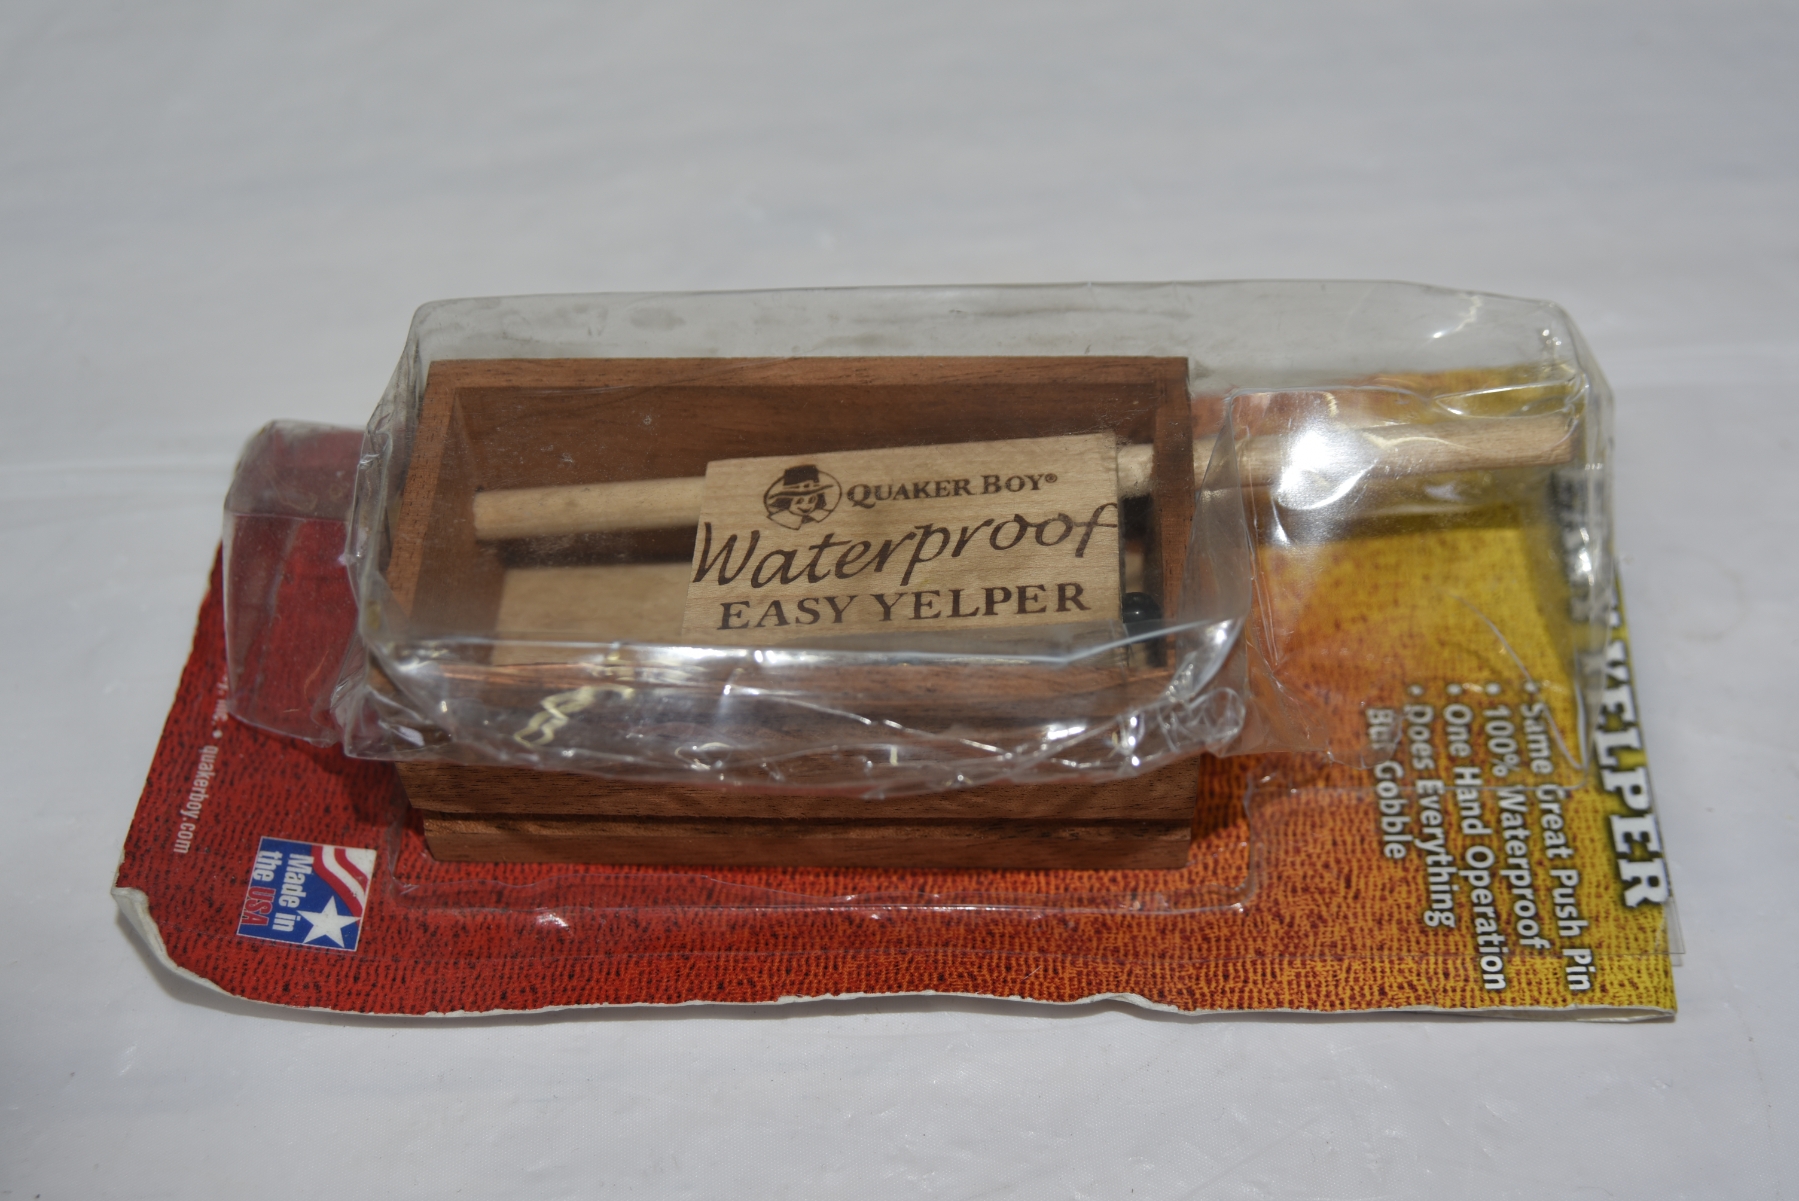 QUAKER BOY®
Waterproof
EASY YELPER
YELPER
• Same Great Push Pin
• 100% Waterproof
• One Hand Operation
• Does Everything
But Gobble
• quakerboy.com
Made in
the USA